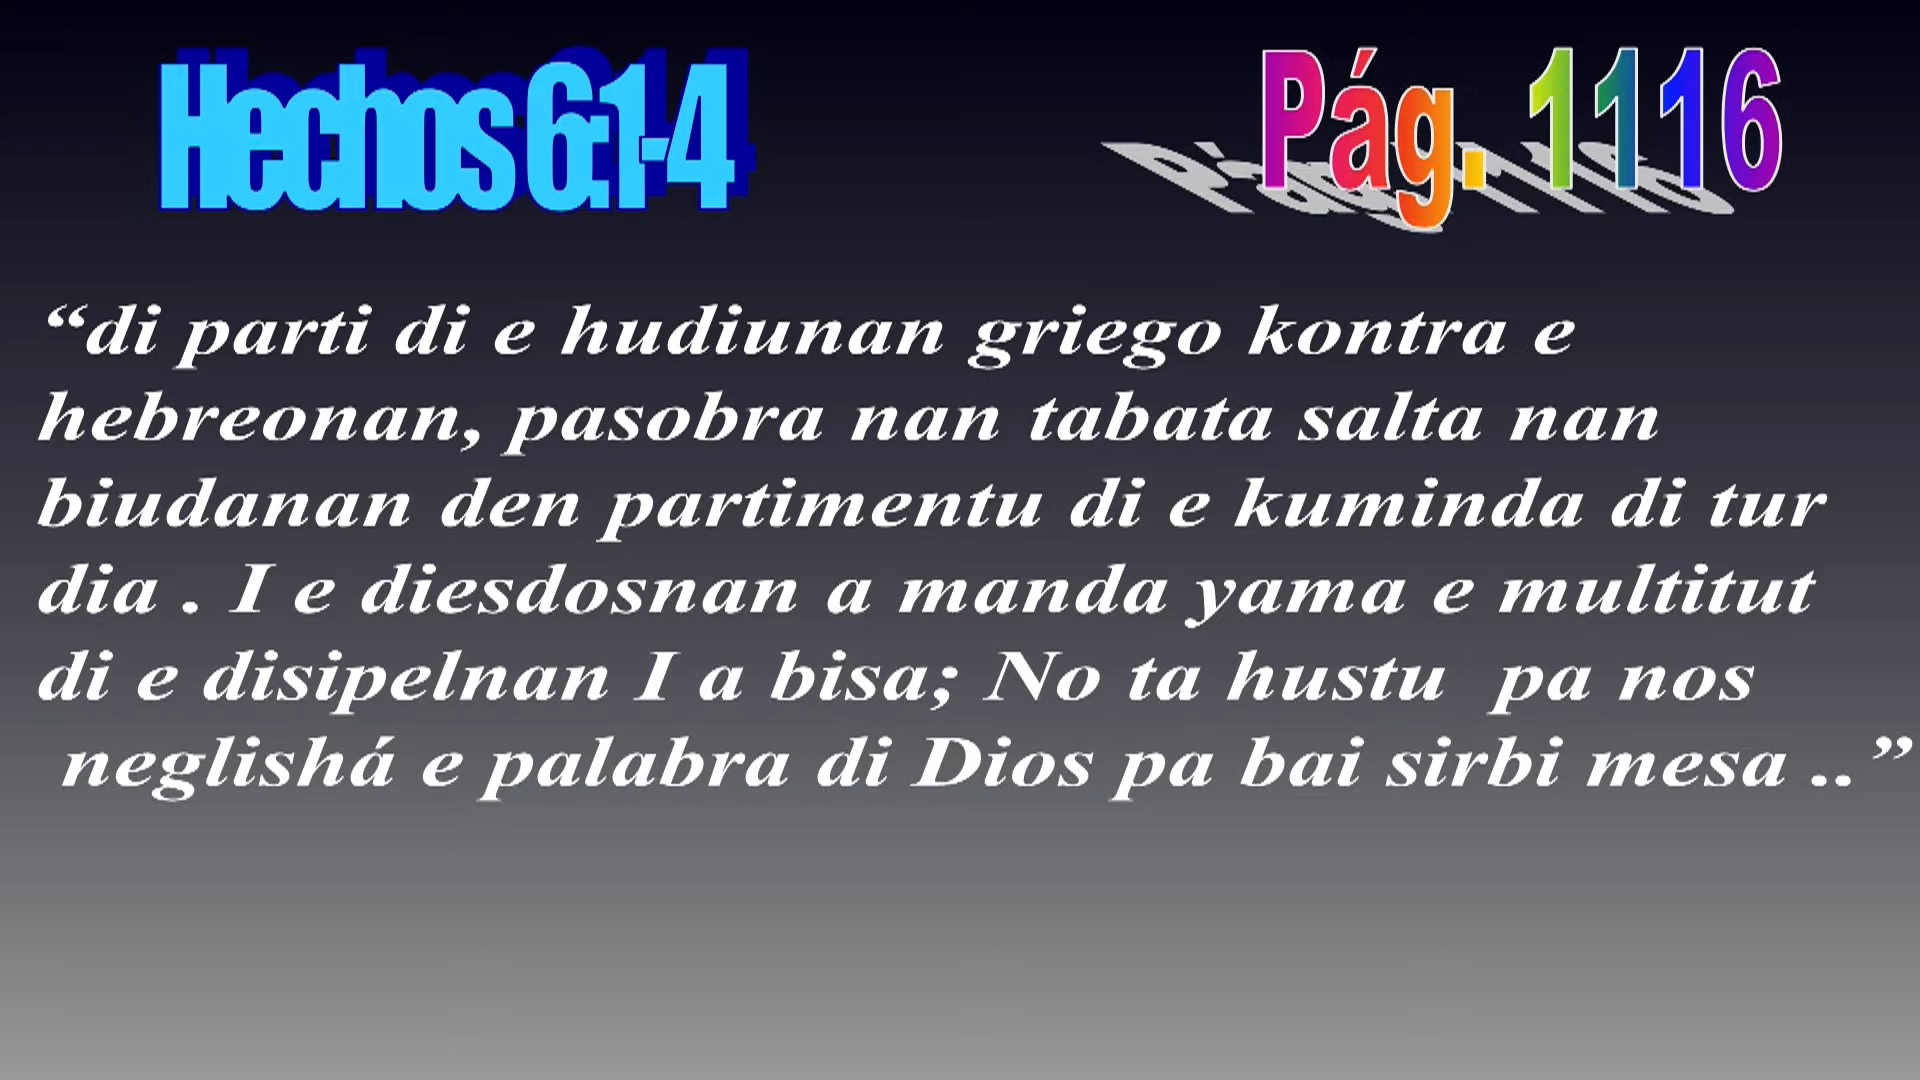 Hechos 6:1-4
Pág. 1116
“di parti di e hudiunan griego kontra e
hebreonan, pasobra nan tabata salta nan
biudanan den partimentu di e kuminda di tur
dia . I e diesdosnan a manda yama e multitut
di e disipelnan I a bisa; No ta hustu pa nos
neglishá e palabra di Dios pa bai sirbi mesa ..”